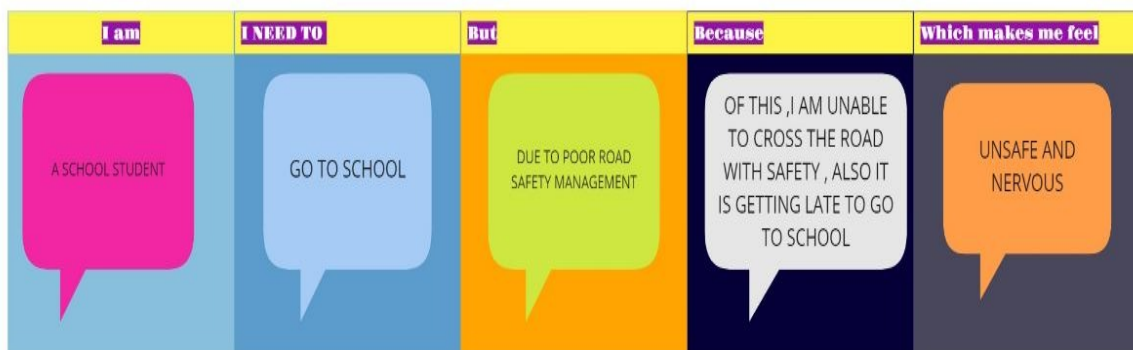 I am
I NEED TO
But
Because
Which makes me feel
A SCHOOL STUDENT
GO TO SCHOOL
DUE TO POOR ROAD
SAFETY MANAGEMENT
OF THIS ,I AM UNABLE
TO CROSS THE ROAD
WITH SAFETY , ALSO IT
IS GETTING LATE TO GO
TO SCHOOL
UNSAFE AND
NERVOUS